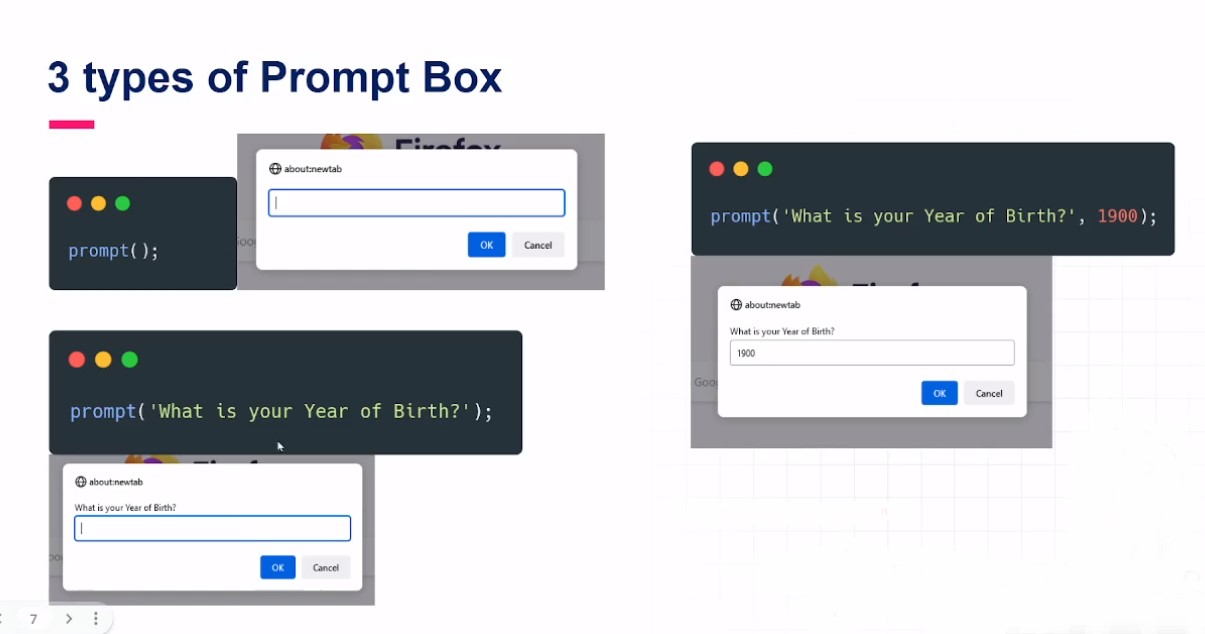 3 types of Prompt Box
Firefox
about:newtab
prompt();
OK
Cancel
prompt('What is your Year of Birth?');
about:newtab
What is your Year of Birth?
OK
Cancel
7
prompt('What is your Year of Birth?', 1900);
about:newtab
What is your Year of Birth?
1900
OK
Cancel